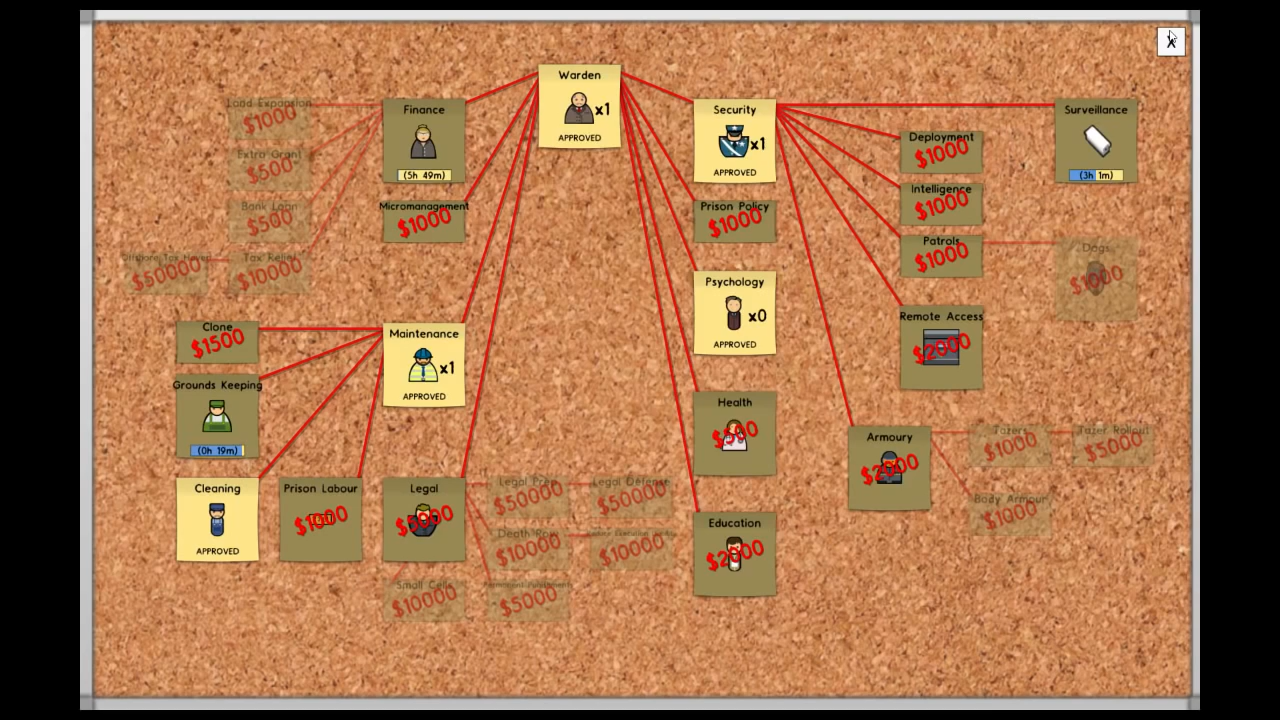 Warden
x1
APPROVED
Finance
(5h 49m)
Land Expansion
$1000
Extra Grant
$500
Bank Loan
$500
Offshore Tax Haven
$50000
Tax Relief
$10000
Micromanagement
$1000
Security
x1
APPROVED
Surveillance
(3h 1m)
Deployment
$1000
Intelligence
$1000
Patrols
$1000
Dogs
$1000
Prison Policy
$1000
Psychology
x0
APPROVED
Remote Access
$2000
Clone
$1500
Maintenance
x1
APPROVED
Grounds Keeping
(0h 19m)
Cleaning
APPROVED
Prison Labour
$1000
Legal
$5000
Legal Prep
$50000
Legal Defense
$50000
Death Row
$10000
$10000
Small Cells
$10000
Permanent Punishment
$5000
Health
Education
$2000
Armoury
$2000
Tazers
$1000
Tazer Rollout
$5000
Body Armour
$1000
X